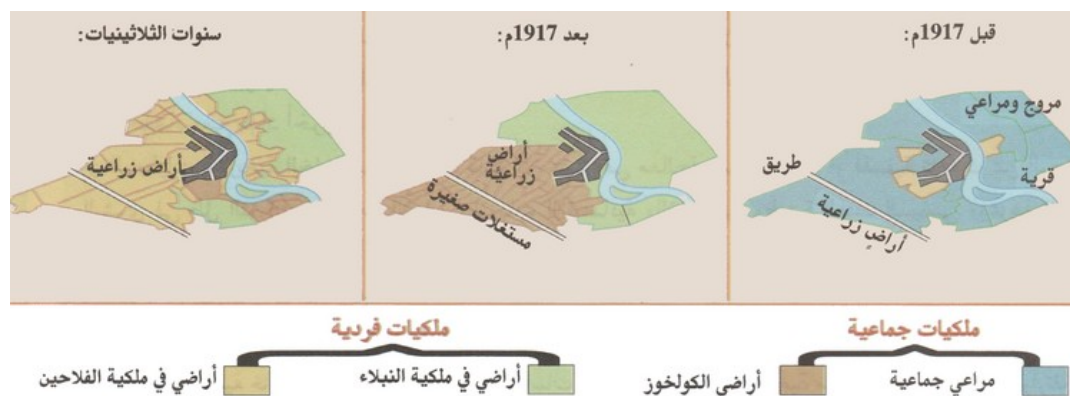 قبل 1917م:
مروج ومراعي
قرية
طريق
أراضٍ زراعية
بعد 1917م:
أراض
زراعية
مستغلات صغيرة
سنوات الثلاثينيات:
أراض زراعية
ملكيات جماعية
مراعي جماعية
أراضي الكولخوز
ملكيات فردية
أراضي في ملكية النبلاء
أراضي في ملكية الفلاحين